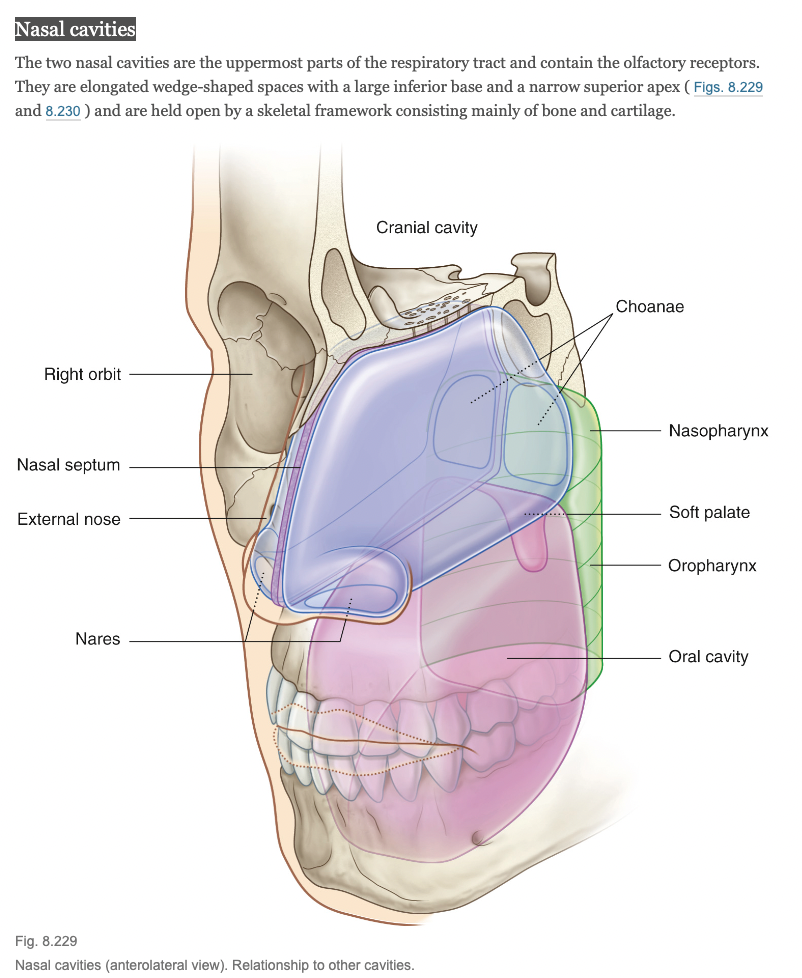 Nasal cavities
The two nasal cavities are the uppermost parts of the respiratory tract and contain the olfactory receptors.
They are elongated wedge-shaped spaces with a large inferior base and a narrow superior apex ( Figs. 8.229
and 8.230 ) and are held open by a skeletal framework consisting mainly of bone and cartilage.
Cranial cavity
Choanae
Right orbit
Nasopharynx
Nasal septum
Soft palate
External nose
Oropharynx
Nares
Oral cavity
Fig. 8.229
Nasal cavities (anterolateral view). Relationship to other cavities.